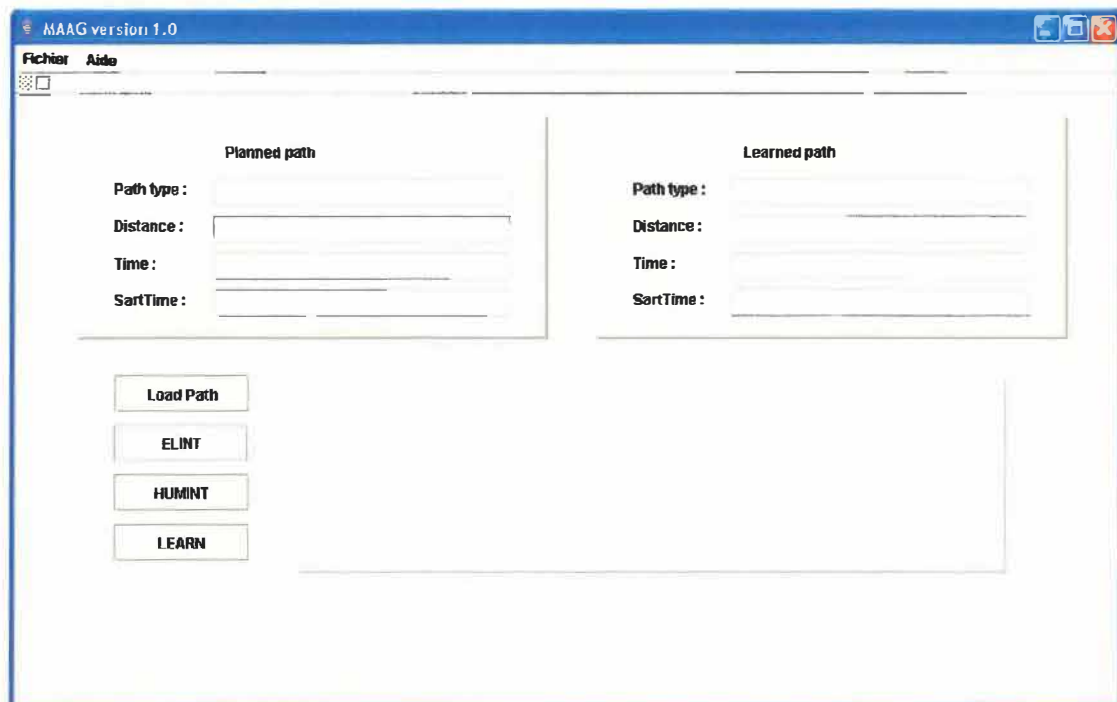 MAAG version 1.0
Fichier Aide
Planned path
Path type :
Distance :
Time :
SartTime :
Learned path
Path type :
Distance :
Time :
SartTime :
Load Path
ELINT
HUMINT
LEARN